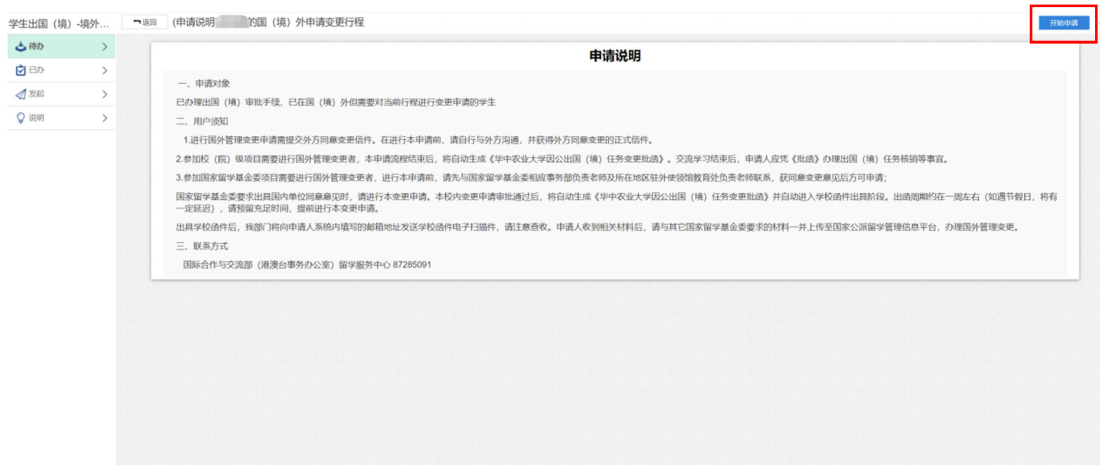 学生出国（境）-境外...
返回
(申请说明 的国（境）外申请变更行程
开始申请
待办
已办
发起
说明
申请说明
一、申请对象
已办理出国（境）审批手续、已在国（境）外但需要对当前行程进行变更申请的学生
二、用户须知
1.进行国外管理变更申请需提交外方同意变更信件。在进行本申请前，请自行与外方沟通，并获得外方同意变更的正式信件。
2.参加校（院）级项目需要进行国外管理变更者，本申请流程结束后，将自动生成《华中农业大学因公出国（境）任务变更批函》。交流学习结束后，申请人应凭《批函》办理出国（境）任务核销等事宜。
3.参加国家留学基金委项目需要进行国外管理变更者，进行本申请前，请先与国家留学基金委相应事务部负责老师及所在地区驻外使领馆教育处负责老师联系，获同意变更意见后方可申请；
国家留学基金委要求出具国内单位同意意见时，请进行本变更申请。本校内变更申请审批通过后，将自动生成《华中农业大学因公出国（境）任务变更批函》并自动进入学校函件出具阶段。出函周期约在一周左右（如遇节假日，将有
一定延迟），请预留充足时间，提前进行本变更申请。
出具学校函件后，我部门将向申请人系统内填写的邮箱地址发送学校函件电子扫描件，请注意查收。申请人收到相关材料后，请与其它国家留学基金委要求的材料一并上传至国家公派留学管理信息平台，办理国外管理变更。
三、联系方式
国际合作与交流部（港澳台事务办公室）留学服务中心 87285091